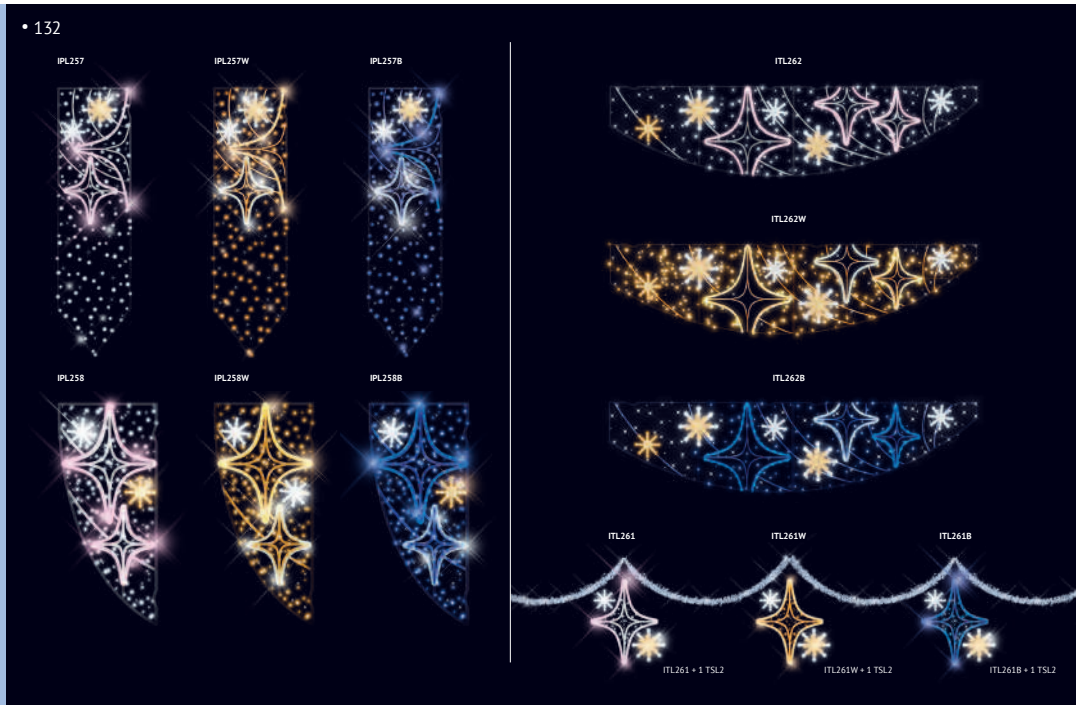 • 132
IPL257
IPL257W
IPL257B
IPL258
IPL258W
IPL258B
ITL262
ITL262W
ITL262B
ITL261
ITL261W
ITL261B
ITL261 + 1 TSL2
ITL261W + 1 TSL2
ITL261B + 1 TSL2